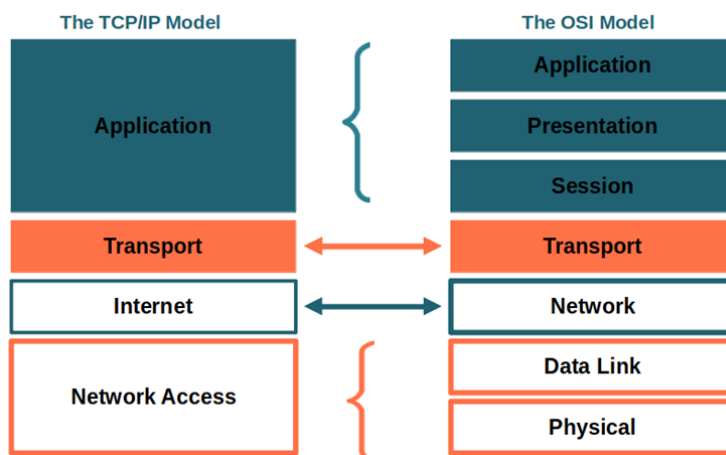 The TCP/IP Model
Application
Transport
Internet
Network Access
The OSI Model
Application
Presentation
Session
Transport
Network
Data Link
Physical